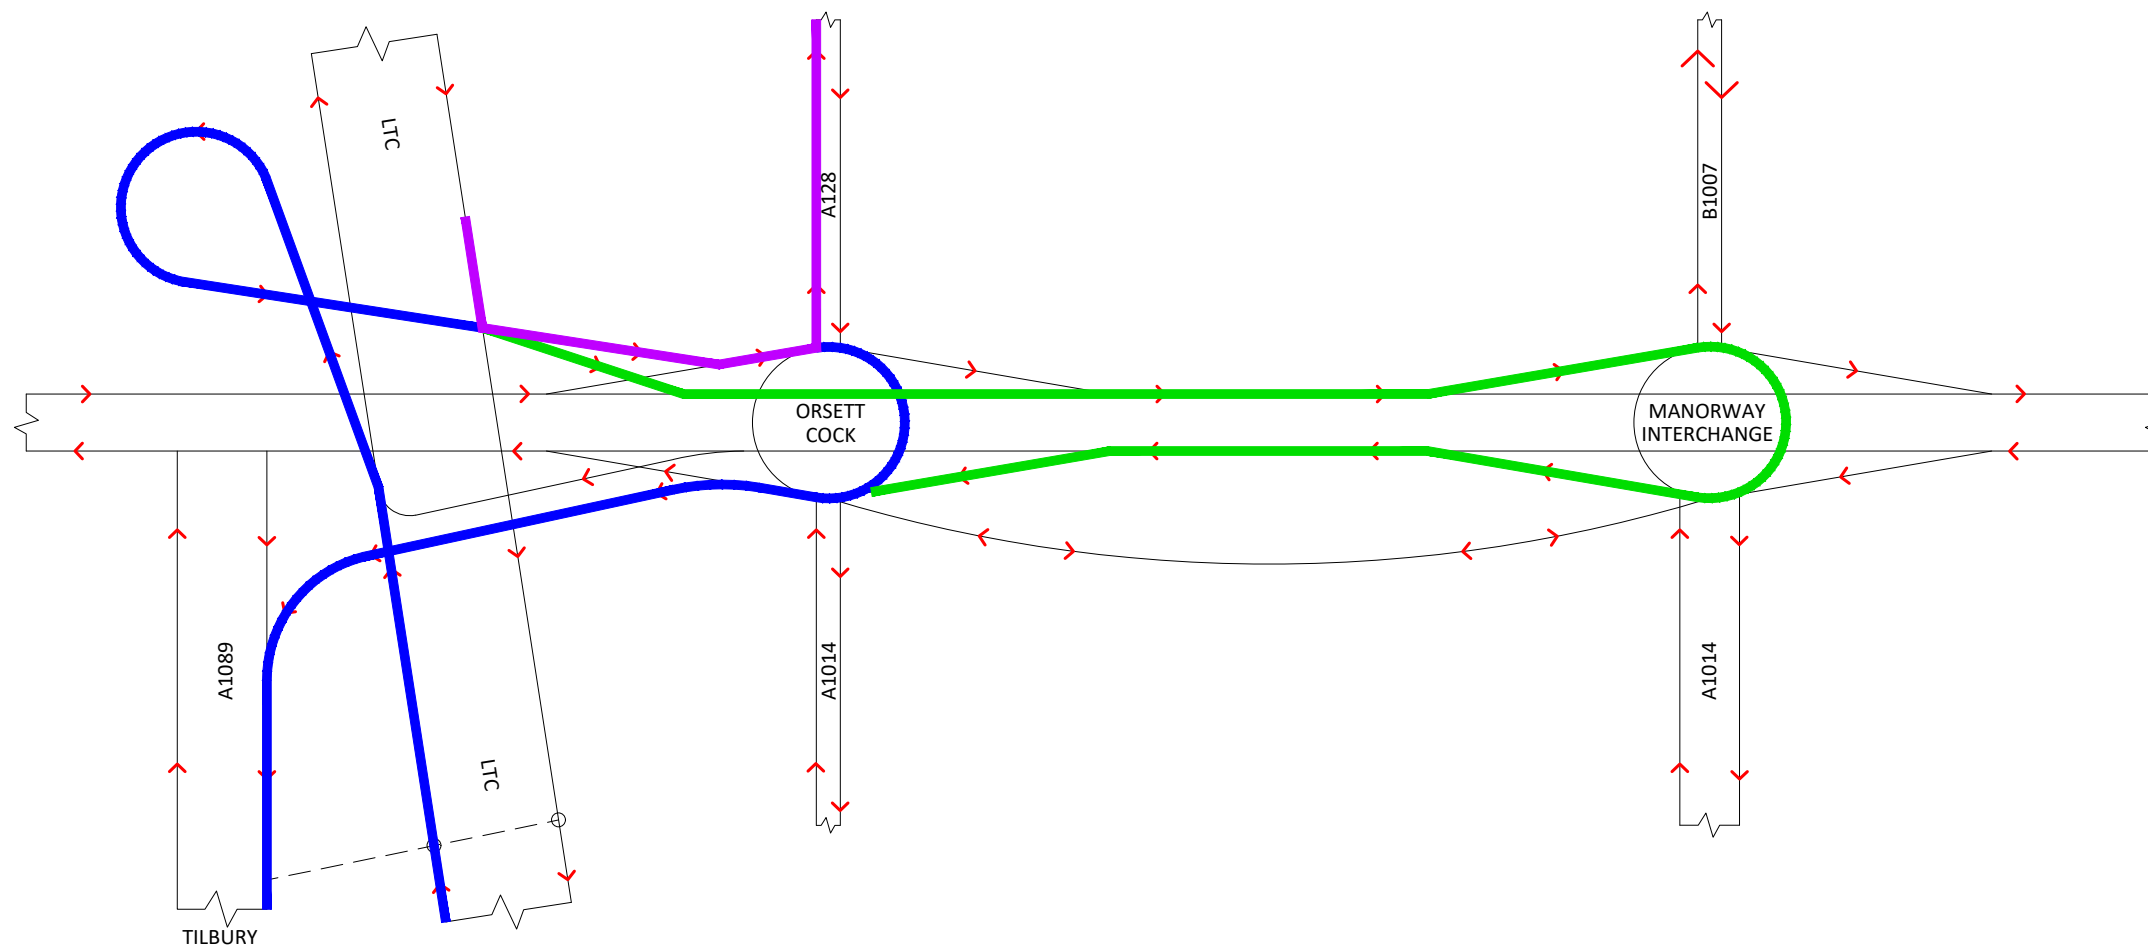 LTC
A128
B1007
ORSETT
COCK
MANORWAY
INTERCHANGE
A1089
A1014
A1014
LTC
TILBURY